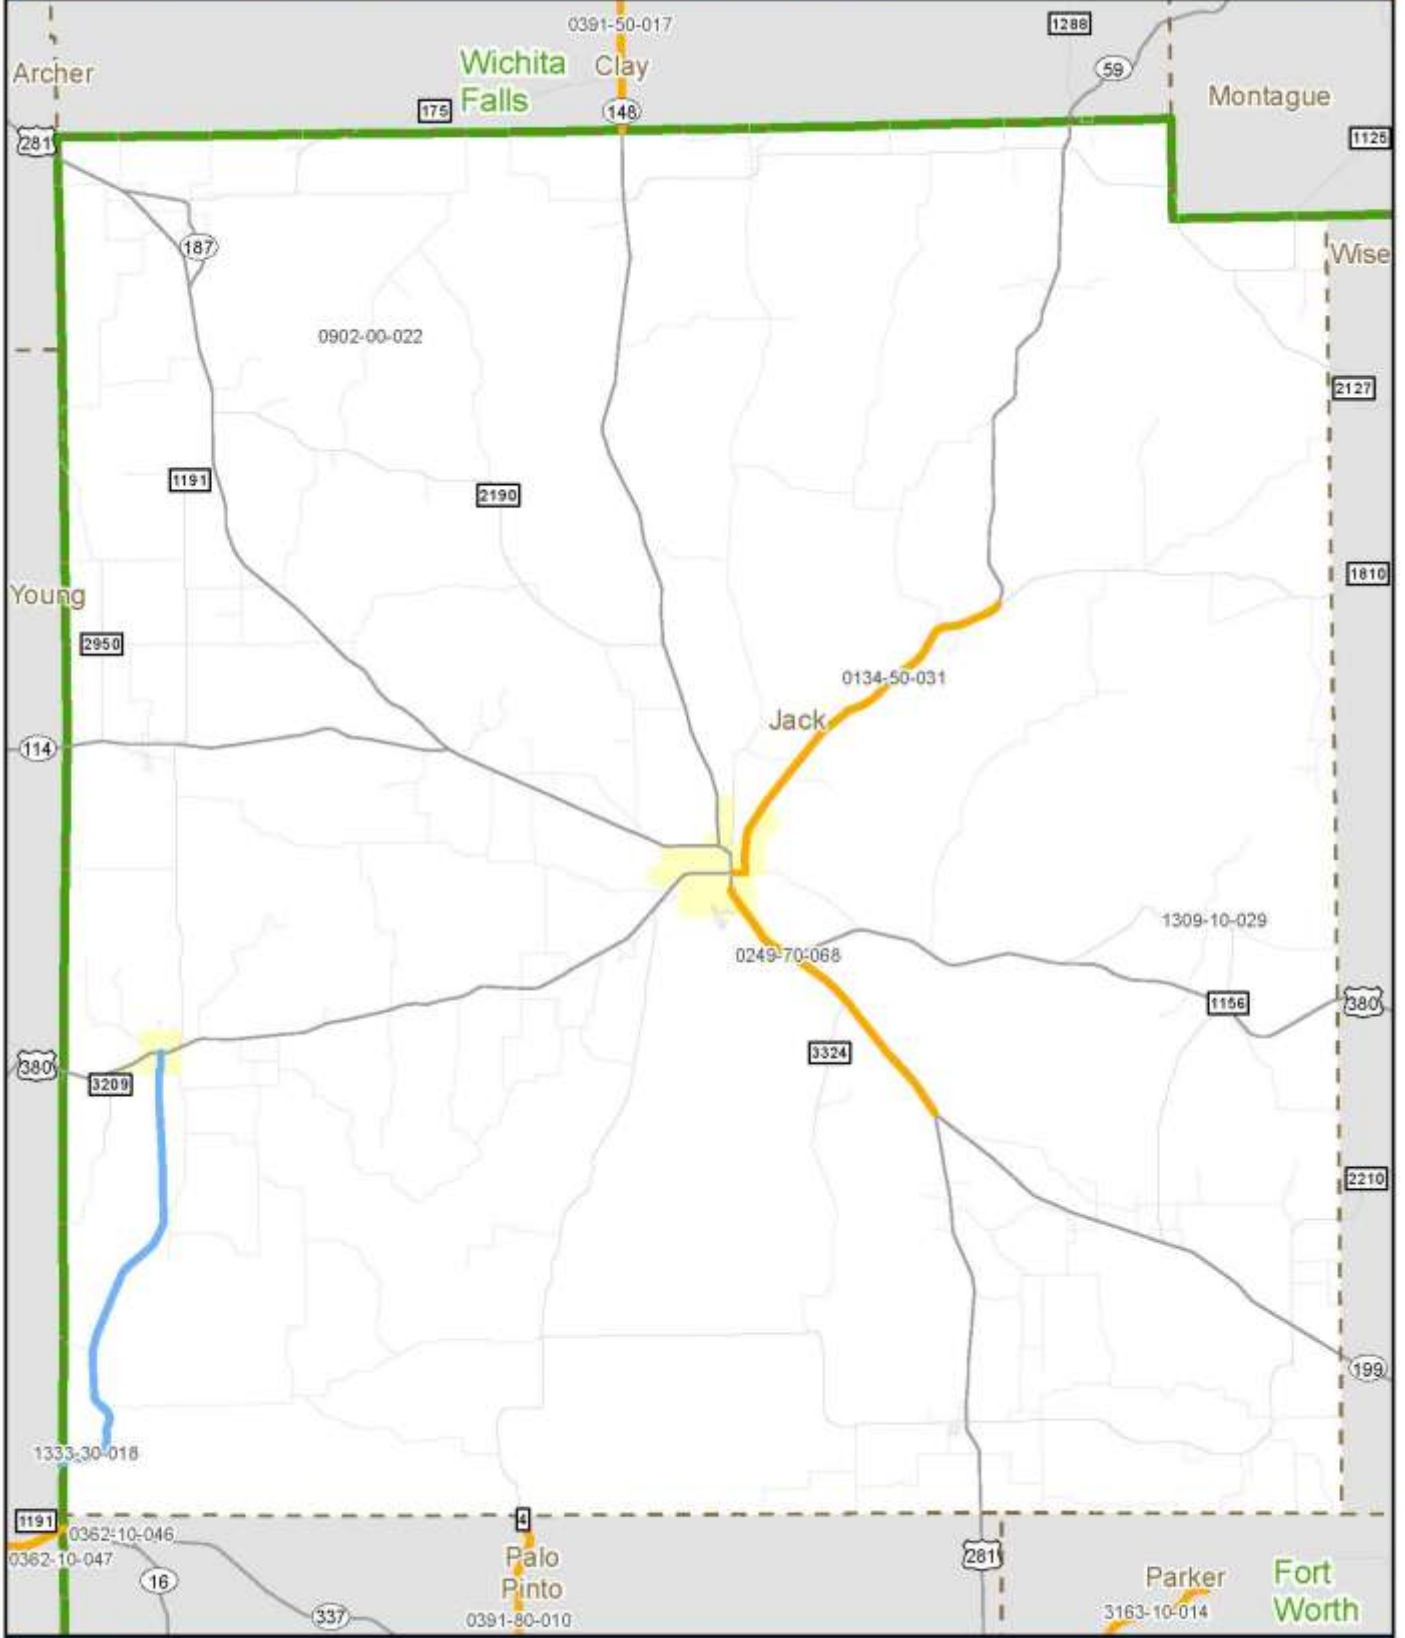 0391-50-017
1288
Wichita
Falls
Clay
59
Archer
Montague
175
148
281
1125
187
Wise
0902-00-022
2127
1191
2190
1810
Young
2950
0134-50-031
Jack
114
1309-10-029
0249-70-068
1156
380
3324
380
3209
2210
199
1333-30-018
1191
4
0362-10-046
0362-10-047
Palo
Pinto
281
16
Parker
Fort
Worth
337
0391-80-010
3163-10-014